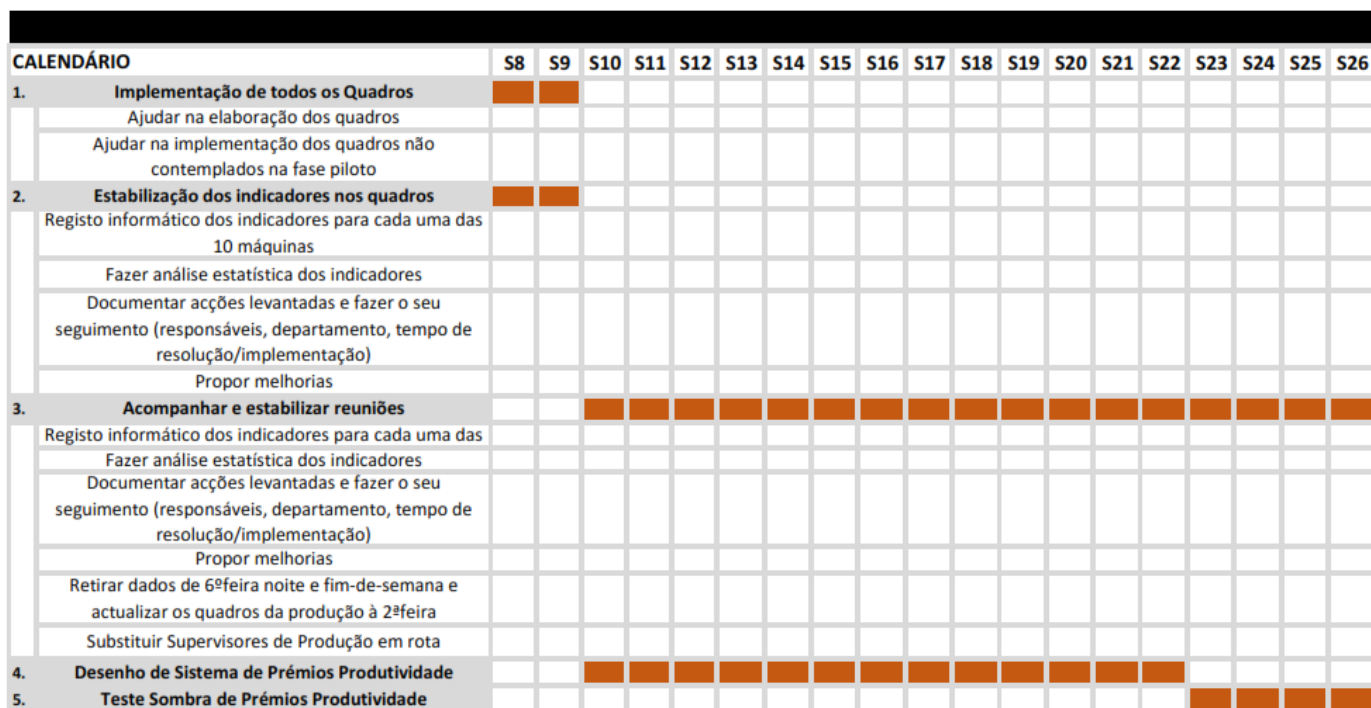 CALENDÁRIO S8 S9 S10 S11 S12 S13 S14 S15 S16 S17 S18 S19 S20 S21 S22 S23 S24 S25 S26
1. Implementação de todos os Quadros
Ajudar na elaboração dos quadros
Ajudar na implementação dos quadros não
contemplados na fase piloto
2. Estabilização dos indicadores nos quadros
Registo informático dos indicadores para cada uma das
10 máquinas
Fazer análise estatística dos indicadores
Documentar acções levantadas e fazer o seu
seguimento (responsáveis, departamento, tempo de
resolução/implementação)
Propor melhorias
3. Acompanhar e estabilizar reuniões
Registo informático dos indicadores para cada uma das
Fazer análise estatística dos indicadores
Documentar acções levantadas e fazer o seu
seguimento (responsáveis, departamento, tempo de
resolução/implementação)
Propor melhorias
Retirar dados de 6ºfeira noite e fim-de-semana e
actualizar os quadros da produção à 2ªfeira
Substituir Supervisores de Produção em rota
4. Desenho de Sistema de Prémios Produtividade
5. Teste Sombra de Prémios Produtividade